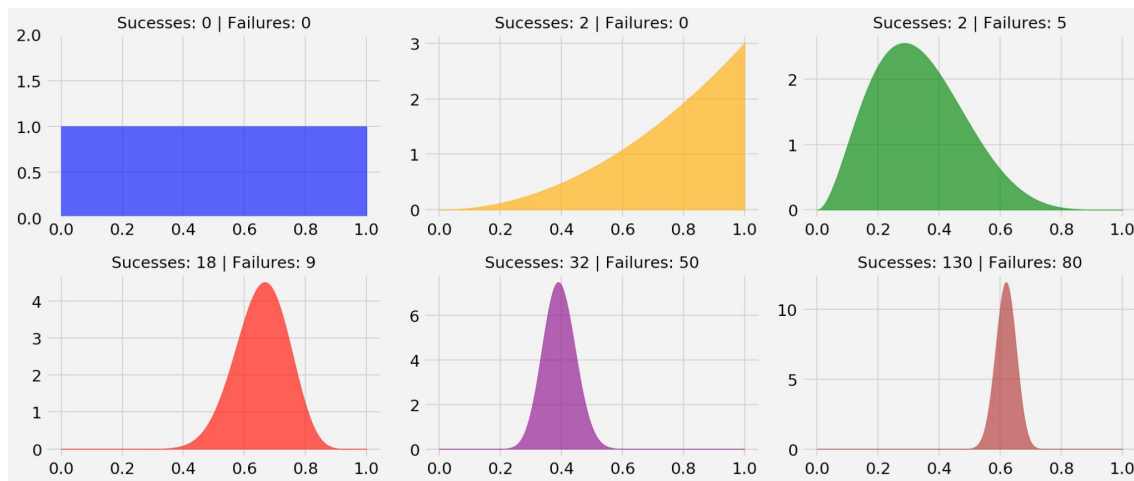 Sucesses: 0 | Failures: 0
2.0
1.5
1.0
0.5
0.0
0.0 0.2 0.4 0.6 0.8 1.0
Sucesses: 2 | Failures: 0
3
2
1
0
0.0 0.2 0.4 0.6 0.8 1.0
Sucesses: 2 | Failures: 5
2
1
0
0.0 0.2 0.4 0.6 0.8 1.0
Sucesses: 18 | Failures: 9
4
3
2
1
0
0.0 0.2 0.4 0.6 0.8 1.0
Sucesses: 32 | Failures: 50
6
4
2
0
0.0 0.2 0.4 0.6 0.8 1.0
Sucesses: 130 | Failures: 80
10
5
0
0.0 0.2 0.4 0.6 0.8 1.0